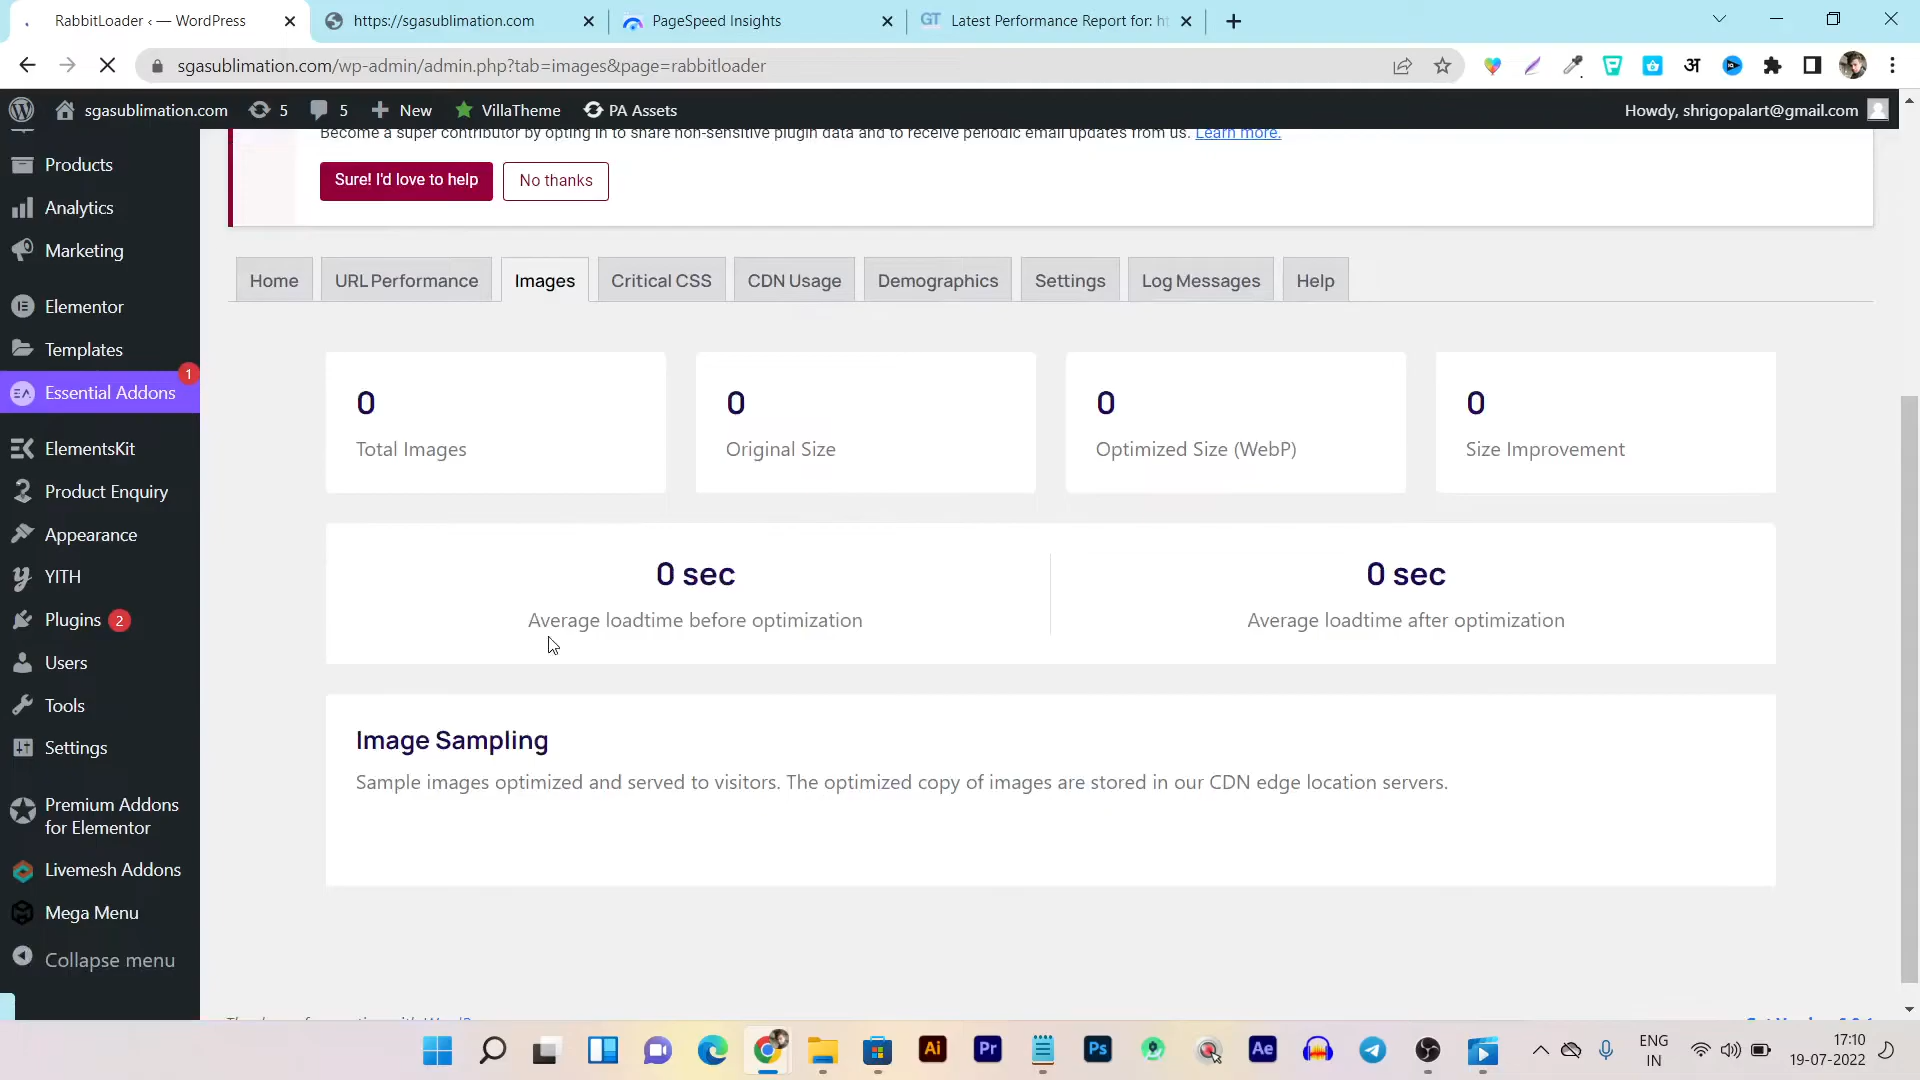 RabbitLoader ‹ — WordPress
https://sgasublimation.com
PageSpeed Insights
GT Latest Performance Report for: ht
sgasublimation.com/wp-admin/admin.php?tab=images&page=rabbitloader
अ
sgasublimation.com 5 5 New VillaTheme PA Assets Howdy, shrigopalart@gmail.com
Become a super contributor by opting in to share non-sensitive plugin data and to receive periodic email updates from us. Learn more.
Sure! I'd love to help No thanks
Products
Analytics
Marketing
Elementor
Templates
1
Essential Addons
ElementsKit
Product Enquiry
Appearance
YITH
Plugins 2
Users
Tools
Settings
Premium Addons
for Elementor
Livemesh Addons
Mega Menu
Collapse menu
Home URL Performance Images Critical CSS CDN Usage Demographics Settings Log Messages Help
0
Total Images
0
Original Size
0
Optimized Size (WebP)
0
Size Improvement
0 sec
Average loadtime before optimization
0 sec
Average loadtime after optimization
Image Sampling
Sample images optimized and served to visitors. The optimized copy of images are stored in our CDN edge location servers.
Ai Pr Ps Ae
ENG
IN
17:10
19-07-2022